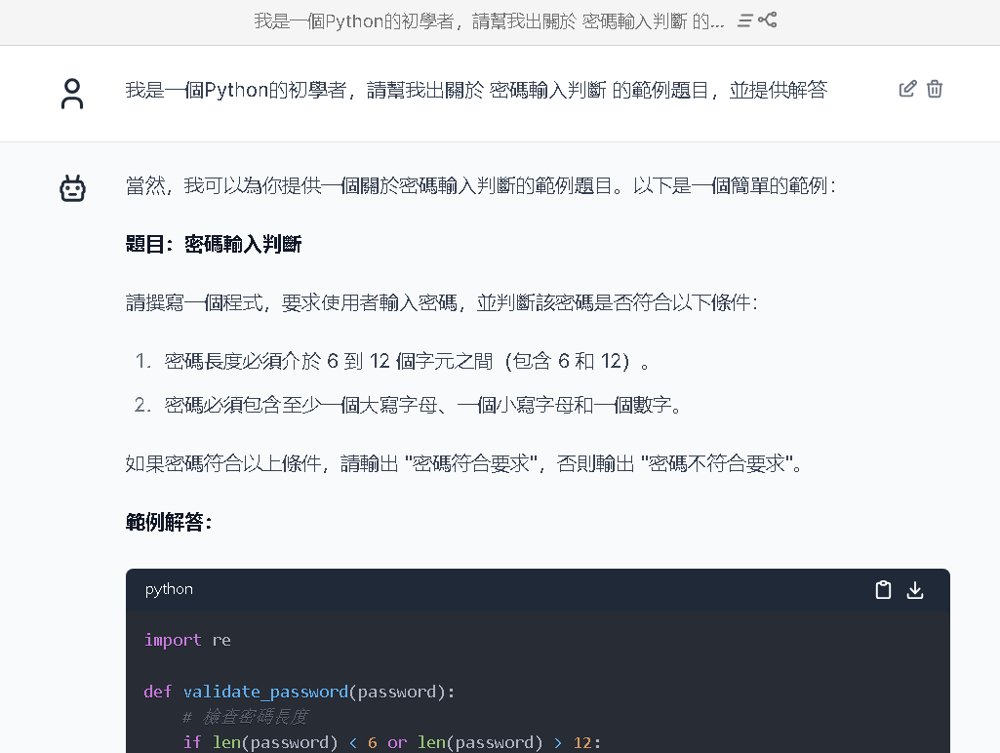 我是一個Python的初學者，請幫我出關於 密碼輸入判斷 的...
我是一個Python的初學者，請幫我出關於 密碼輸入判斷 的範例題目，並提供解答
當然，我可以為你提供一個關於密碼輸入判斷的範例題目。以下是一個簡單的範例：
題目：密碼輸入判斷
請撰寫一個程式，要求使用者輸入密碼，並判斷該密碼是否符合以下條件：
1. 密碼長度必須介於 6 到 12 個字元之間（包含 6 和 12）。
2. 密碼必須包含至少一個大寫字母、一個小寫字母和一個數字。
如果密碼符合以上條件，請輸出 "密碼符合要求"，否則輸出 "密碼不符合要求"。
範例解答：
python
import re
def validate_password(password):
    # 檢查密碼長度
    if len(password) < 6 or len(password) > 12: